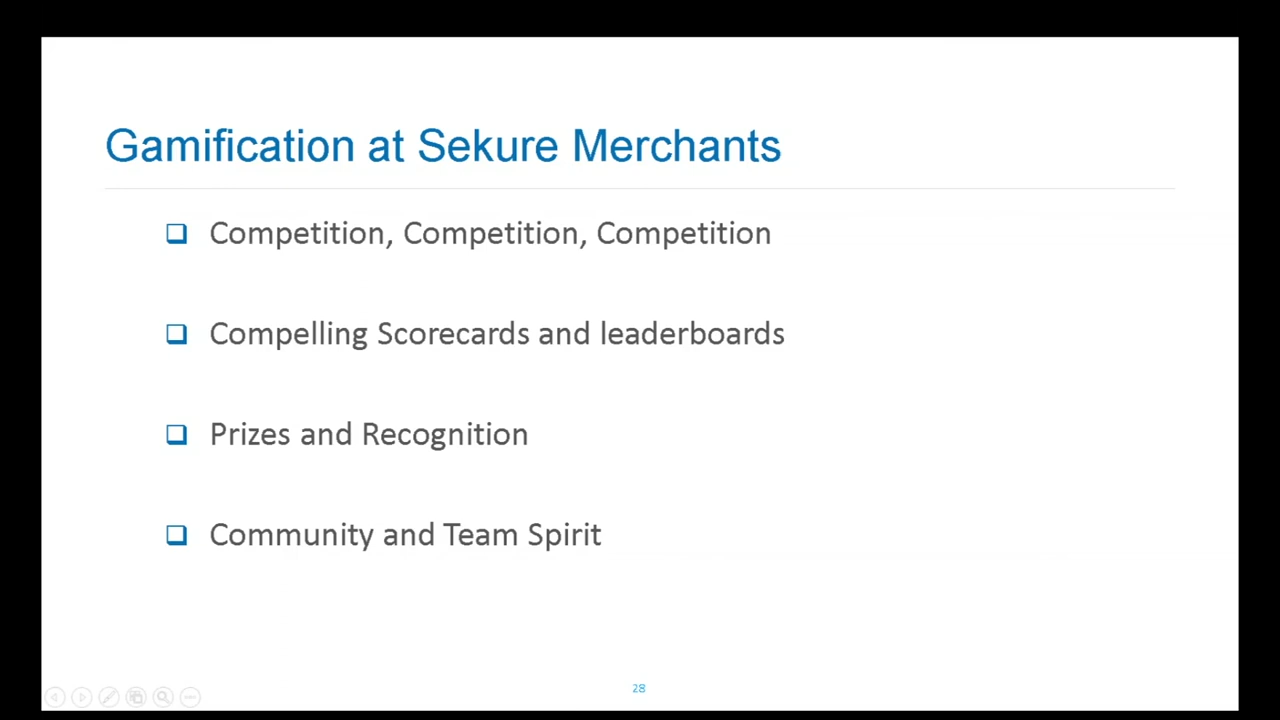 Gamification at Sekure Merchants
Competition, Competition, Competition
Compelling Scorecards and leaderboards
Prizes and Recognition
Community and Team Spirit
28